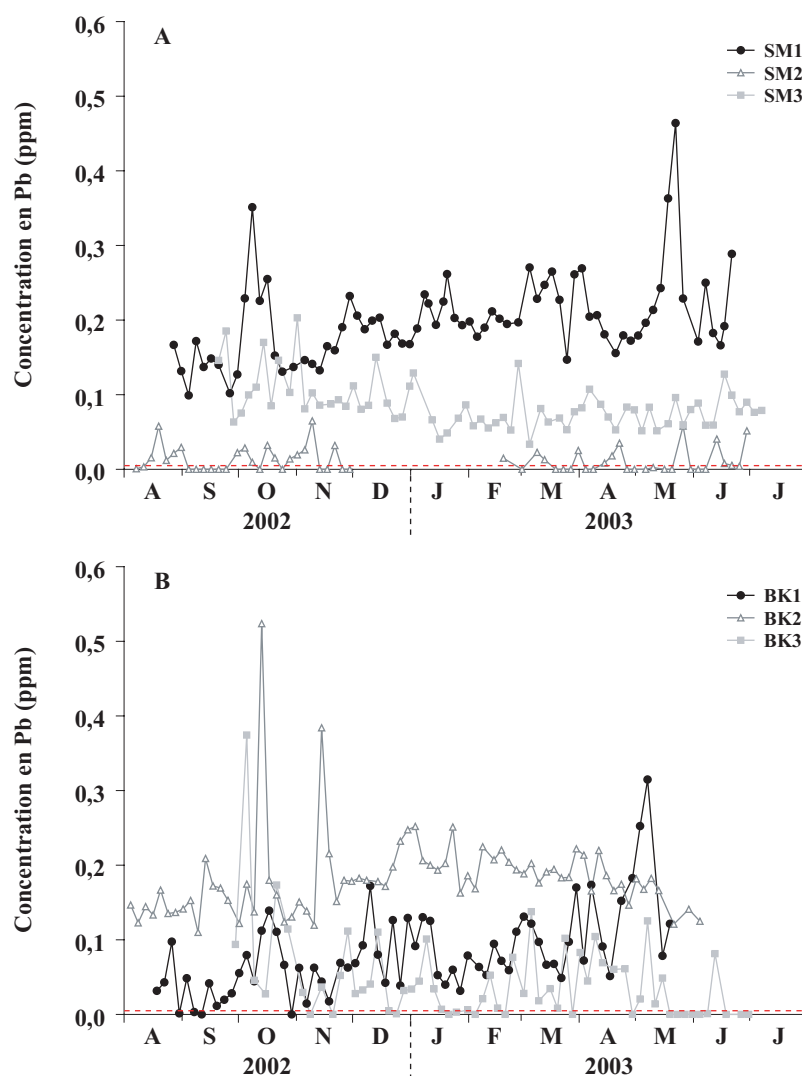 A
SM1
SM2
SM3
Concentration en Pb (ppm)
0,6
0,5
0,4
0,3
0,2
0,1
0,0
A S O N D J F M A M J J
2002 2003
B
BK1
BK2
BK3
Concentration en Pb (ppm)
0,6
0,5
0,4
0,3
0,2
0,1
0,0
A S O N D J F M A M J J
2002 2003